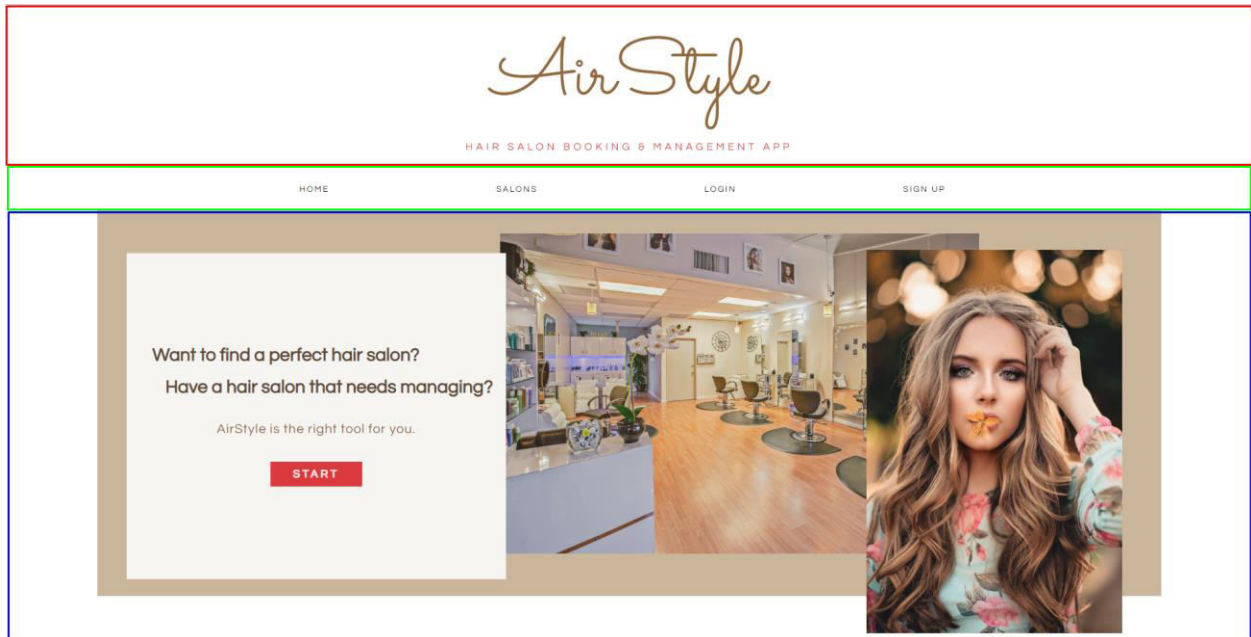 AirStyle
HAIR SALON BOOKING & MANAGEMENT APP
HOME SALONS LOGIN SIGN UP
Want to find a perfect hair salon?
Have a hair salon that needs managing?
AirStyle is the right tool for you.
START